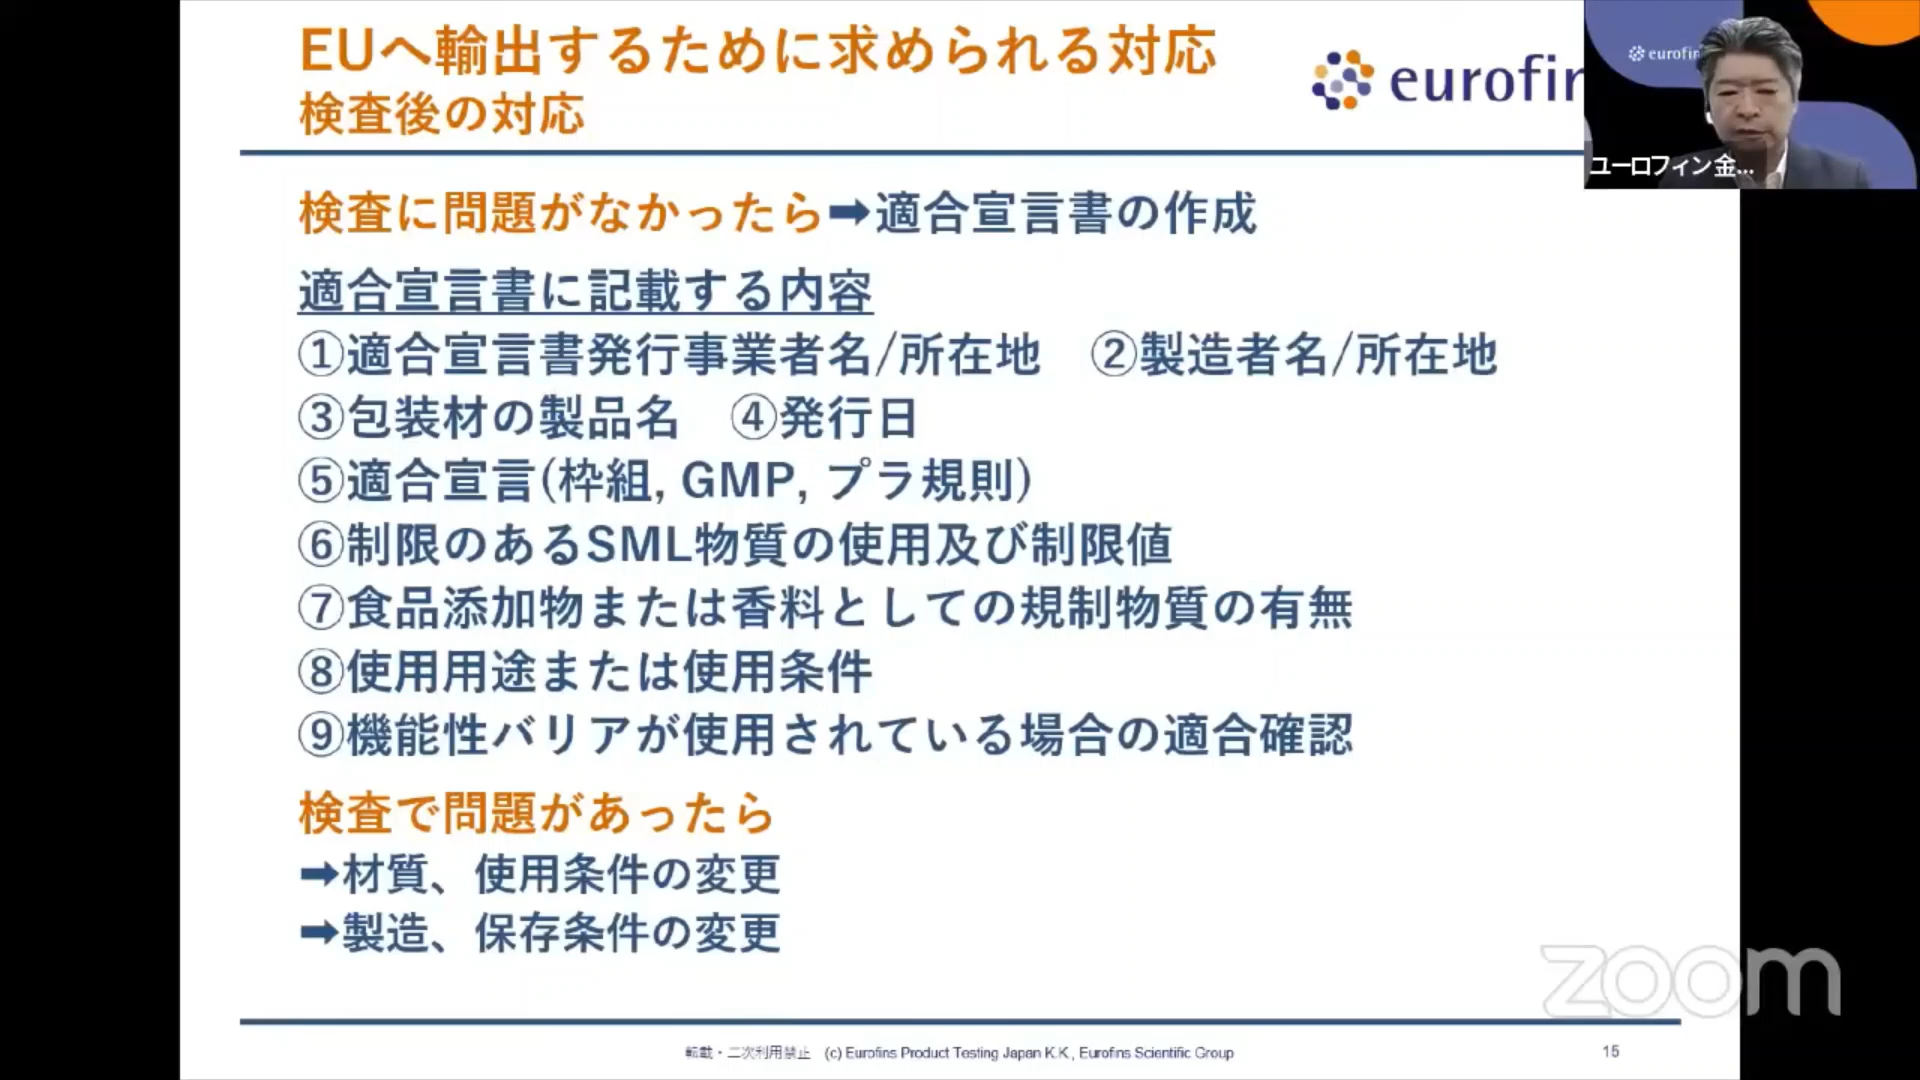 EUへ輸出するために求められる対応
検査後の対応
eurofin
eurofin
ユーロフィン 金...
検査に問題がなかったら➡適合宣言書の作成
適合宣言書に記載する内容
①適合宣言書発行事業者名/所在地　②製造者名/所在地
③包装材の製品名　④発行日
⑤適合宣言(枠組, GMP, プラ規則)
⑥制限のあるSML物質の使用及び制限値
⑦食品添加物または香料としての規制物質の有無
⑧使用用途または使用条件
⑨機能性バリアが使用されている場合の適合確認
検査で問題があったら
➡材質、使用条件の変更
➡製造、保存条件の変更
zoom
転載・二次利用禁止　(c) Eurofins Product Testing Japan K.K., Eurofins Scientific Group
15